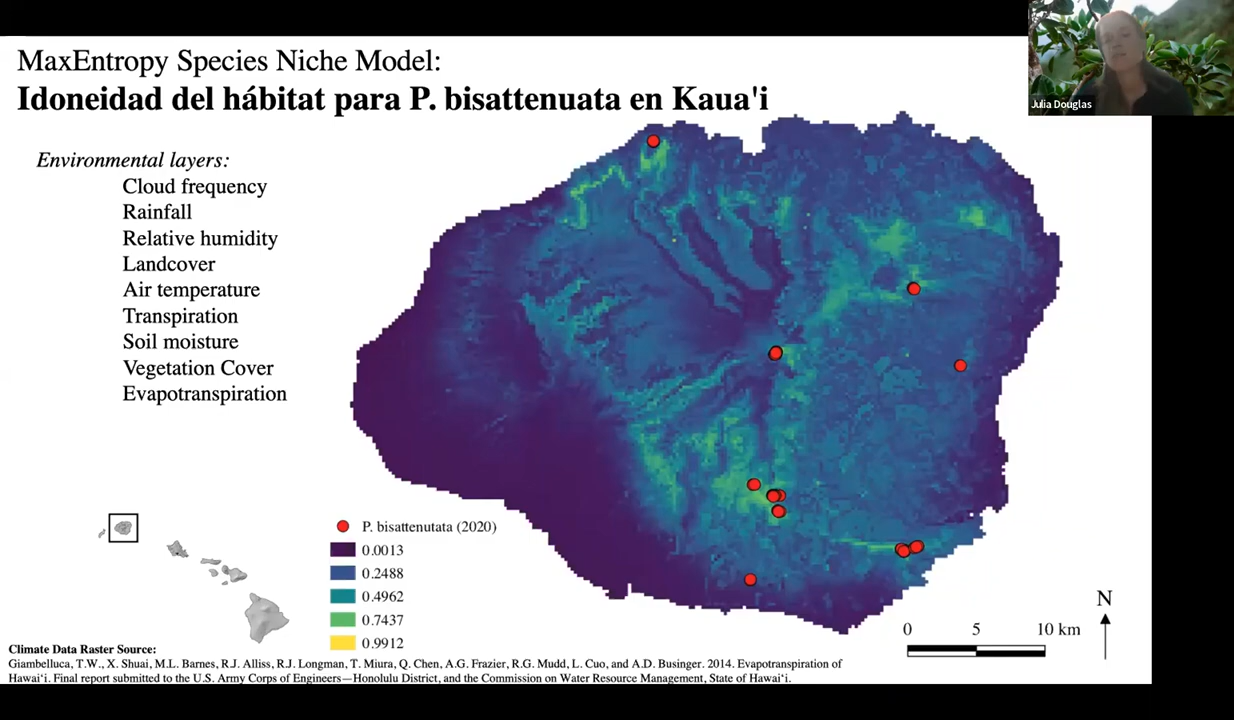 MaxEntropy Species Niche Model:
Idoneidad del hábitat para P. bisattenuata en Kaua'i
Julia Douglas
Environmental layers:
Cloud frequency
Rainfall
Relative humidity
Landcover
Air temperature
Transpiration
Soil moisture
Vegetation Cover
Evapotranspiration
P. bisattenutata (2020)
0.0013
0.2488
0.4962
0.7437
0.9912
N
0 5 10 km
Climate Data Raster Source:
Giambelluca, T.W., X. Shuai, M.L. Barnes, R.J. Alliss, R.J. Longman, T. Miura, Q. Chen, A.G. Frazier, R.G. Mudd, L. Cuo, and A.D. Businger. 2014. Evapotranspiration of
Hawai‘i. Final report submitted to the U.S. Army Corps of Engineers—Honolulu District, and the Commission on Water Resource Management, State of Hawai‘i.